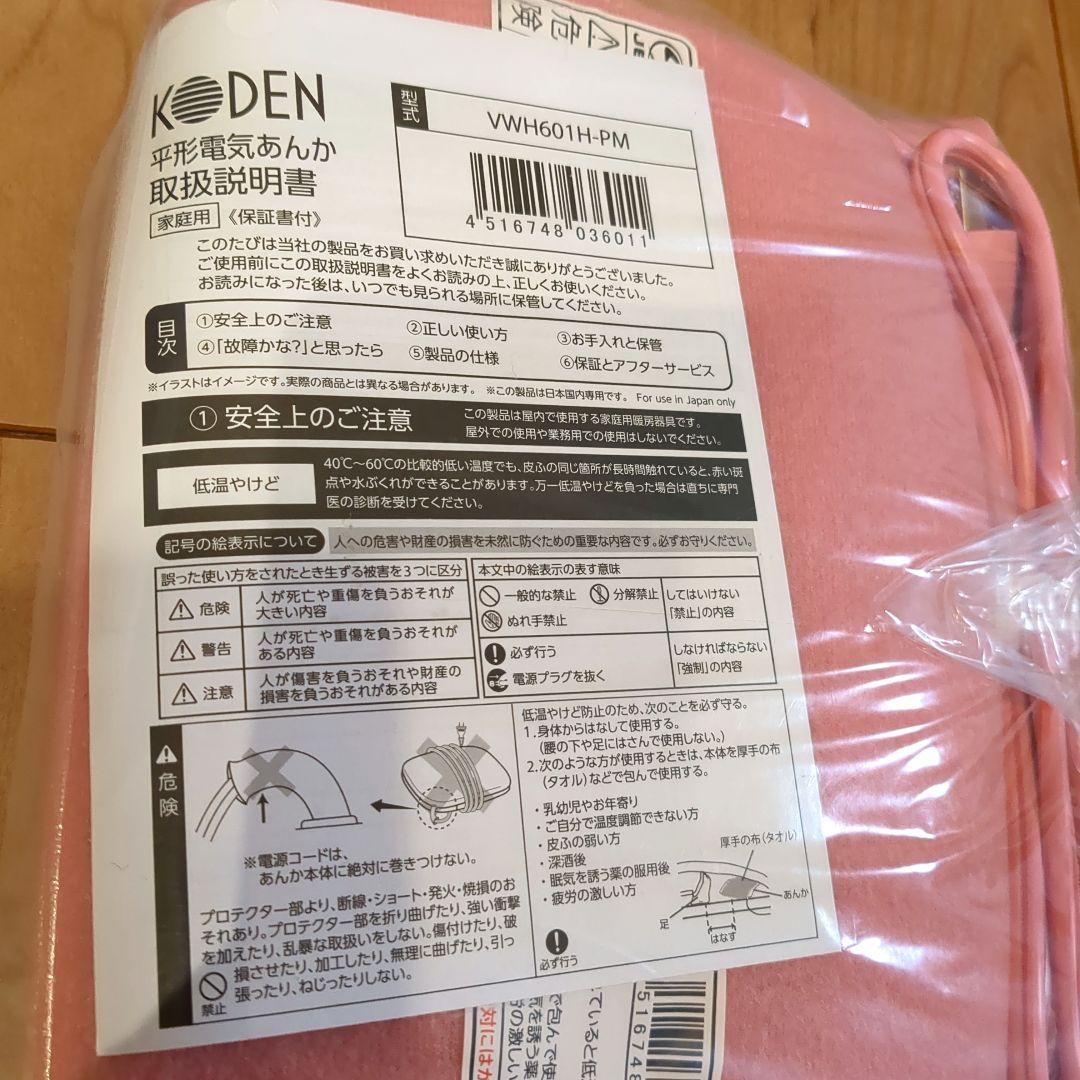 危険
JE
KODEN
平形電気あんか
取扱説明書
家庭用 《保証書付》
型式
VWH601H-PM
4 516748 036011
このたびは当社の製品をお買い求めいただき誠にありがとうございました。
ご使用前にこの取扱説明書をよくお読みの上、正しくお使いください。
お読みになった後は、いつでも見られる場所に保管してください。
目次
①安全上のご注意 ②正しい使い方 ③お手入れと保管
④「故障かな?」と思ったら ⑤製品の仕様 ⑥保証とアフターサービス
※イラストはイメージです。実際の商品とは異なる場合があります。 ※この製品は日本国内専用です。 For use in Japan only
① 安全上のご注意
この製品は屋内で使用する家庭用暖房器具です。
屋外での使用や業務用での使用はしないでください。
低温やけど
40℃～60℃の比較的低い温度でも、皮ふの同じ箇所が長時間触れていると、赤い斑
点や水ぶくれができることがあります。万一低温やけどを負った場合は直ちに専門
医の診断を受けてください。
記号の絵表示について
人への危害や財産の損害を未然に防ぐための重要な内容です。必ずお守りください。
誤った使い方をされたとき生ずる被害を3つに区分
危険
人が死亡や重傷を負うおそれが
大きい内容
警告
人が死亡や重傷を負うおそれが
ある内容
注意
人が傷害を負うおそれや財産の
損害を負うおそれがある内容
本文中の絵表示の表す意味
一般的な禁止 分解禁止
ぬれ手禁止
してはいけない
「禁止」の内容
必ず行う
電源プラグを抜く
しなければならない
「強制」の内容
危険
※電源コードは、
あんか本体に絶対に巻きつけない。
プロテクター部より、断線・ショート・発火・焼損のお
それあり。プロテクター部を折り曲げたり、強い衝撃
を加えたり、乱暴な取扱いをしない。傷付けたり、破
損させたり、加工したり、無理に曲げたり、引っ
張ったり、ねじったりしない。
禁止
低温やけど防止のため、次のことを必ず守る。
1.身体からはなして使用する。
(腰の下や足にはさんで使用しない。)
2.次のような方が使用するときは、本体を厚手の布
(タオル)などで包んで使用する。
・乳幼児やお年寄り
・ご自分で温度調節できない方
・皮ふの弱い方
・深酒後
・眠気を誘う薬の服用後
・疲労の激しい方
厚手の布(タオル)
あんか
足
はなす
必ず行う
ていると低
で包んで使
気を誘う薬
労の激しい
対には
516748